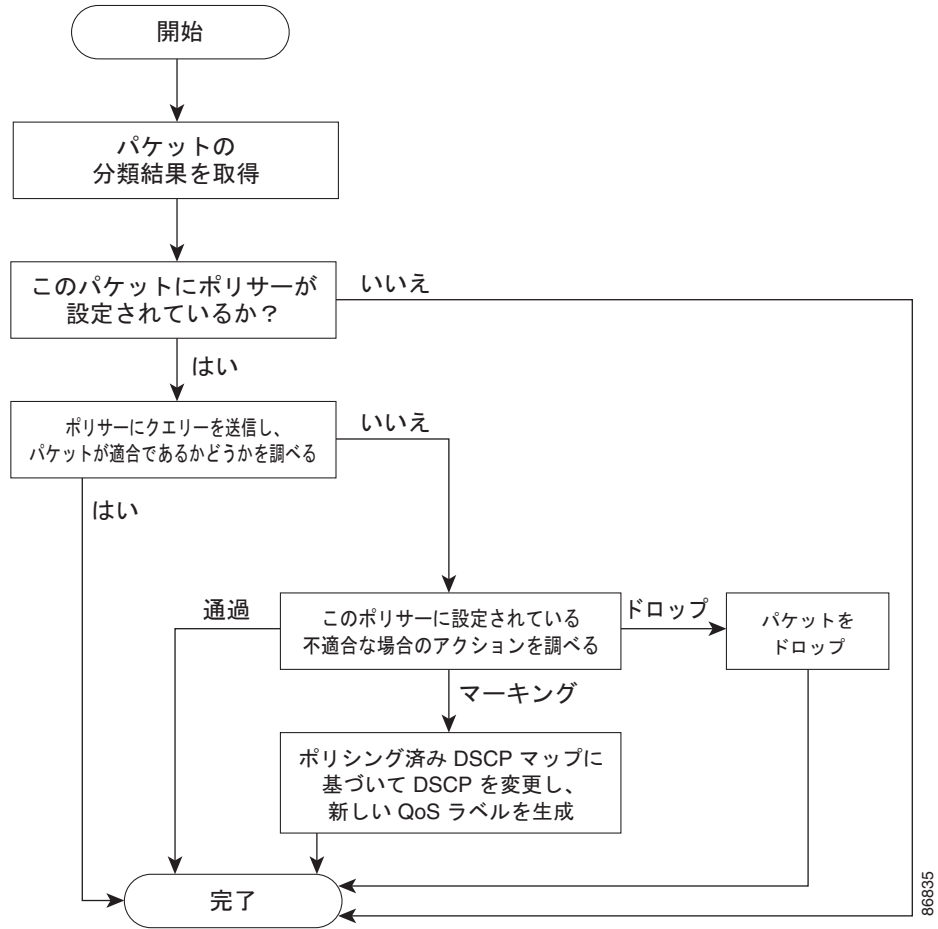 開始
パケットの
分類結果を取得
このパケットにポリサーが
設定されているか？
いいえ
はい
ポリサーにクエリーを送信し、
パケットが適合であるかどうかを調べる
いいえ
はい
通過
このポリサーに設定されている
不適合な場合のアクションを調べる
ドロップ
パケットを
ドロップ
マーキング
ポリシング済み DSCP マップに
基づいて DSCP を変更し、
新しい QoS ラベルを生成
完了
86835